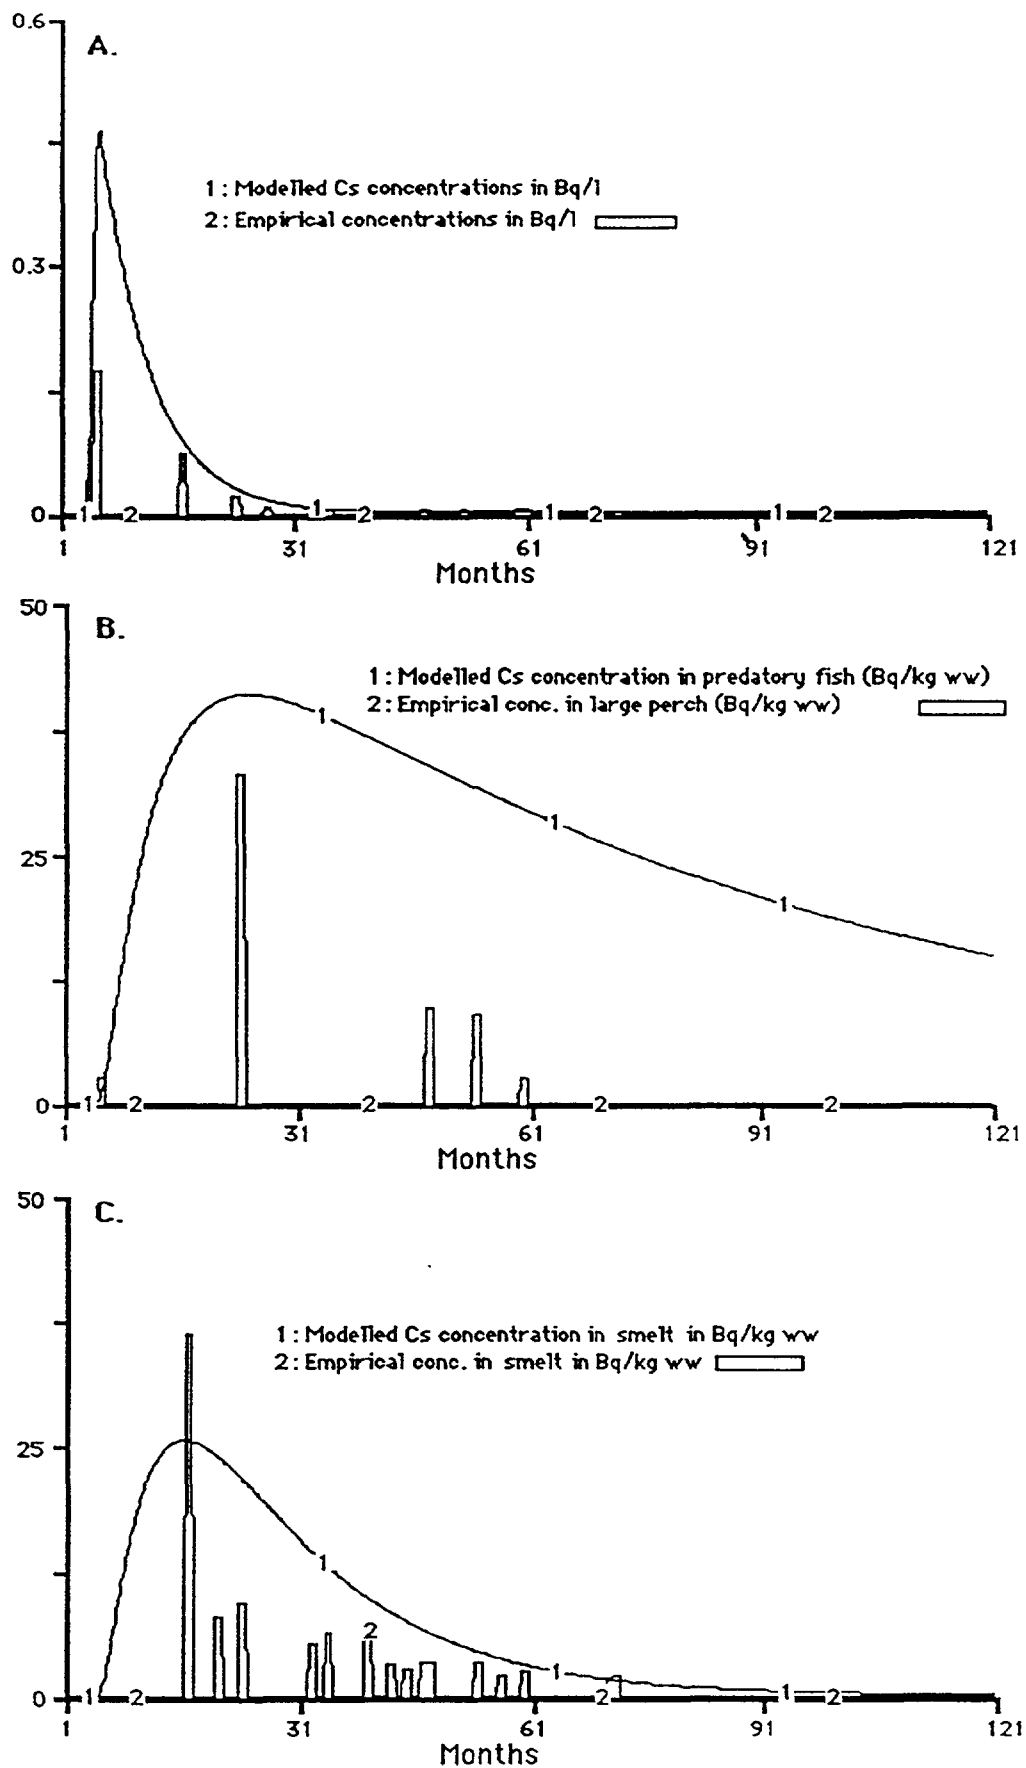 0.6
A.
1: Modelled Cs concentrations in Bq/l
2: Empirical concentrations in Bq/l
0.3
0
1 2 1 2 1 2 1 2
1 31 61 91 121
Months
50
B.
1: Modelled Cs concentration in predatory fish (Bq/kg ww)
2: Empirical conc. in large perch (Bq/kg ww)
1
1
25
1
0
1 2 2 2 2
1 31 61 91 121
Months
50
C.
1: Modelled Cs concentration in smelt in Bq/kg ww
2: Empirical conc. in smelt in Bq/kg ww
25
1
2
1
0
1 2 2 1 2
1 31 61 91 121
Months